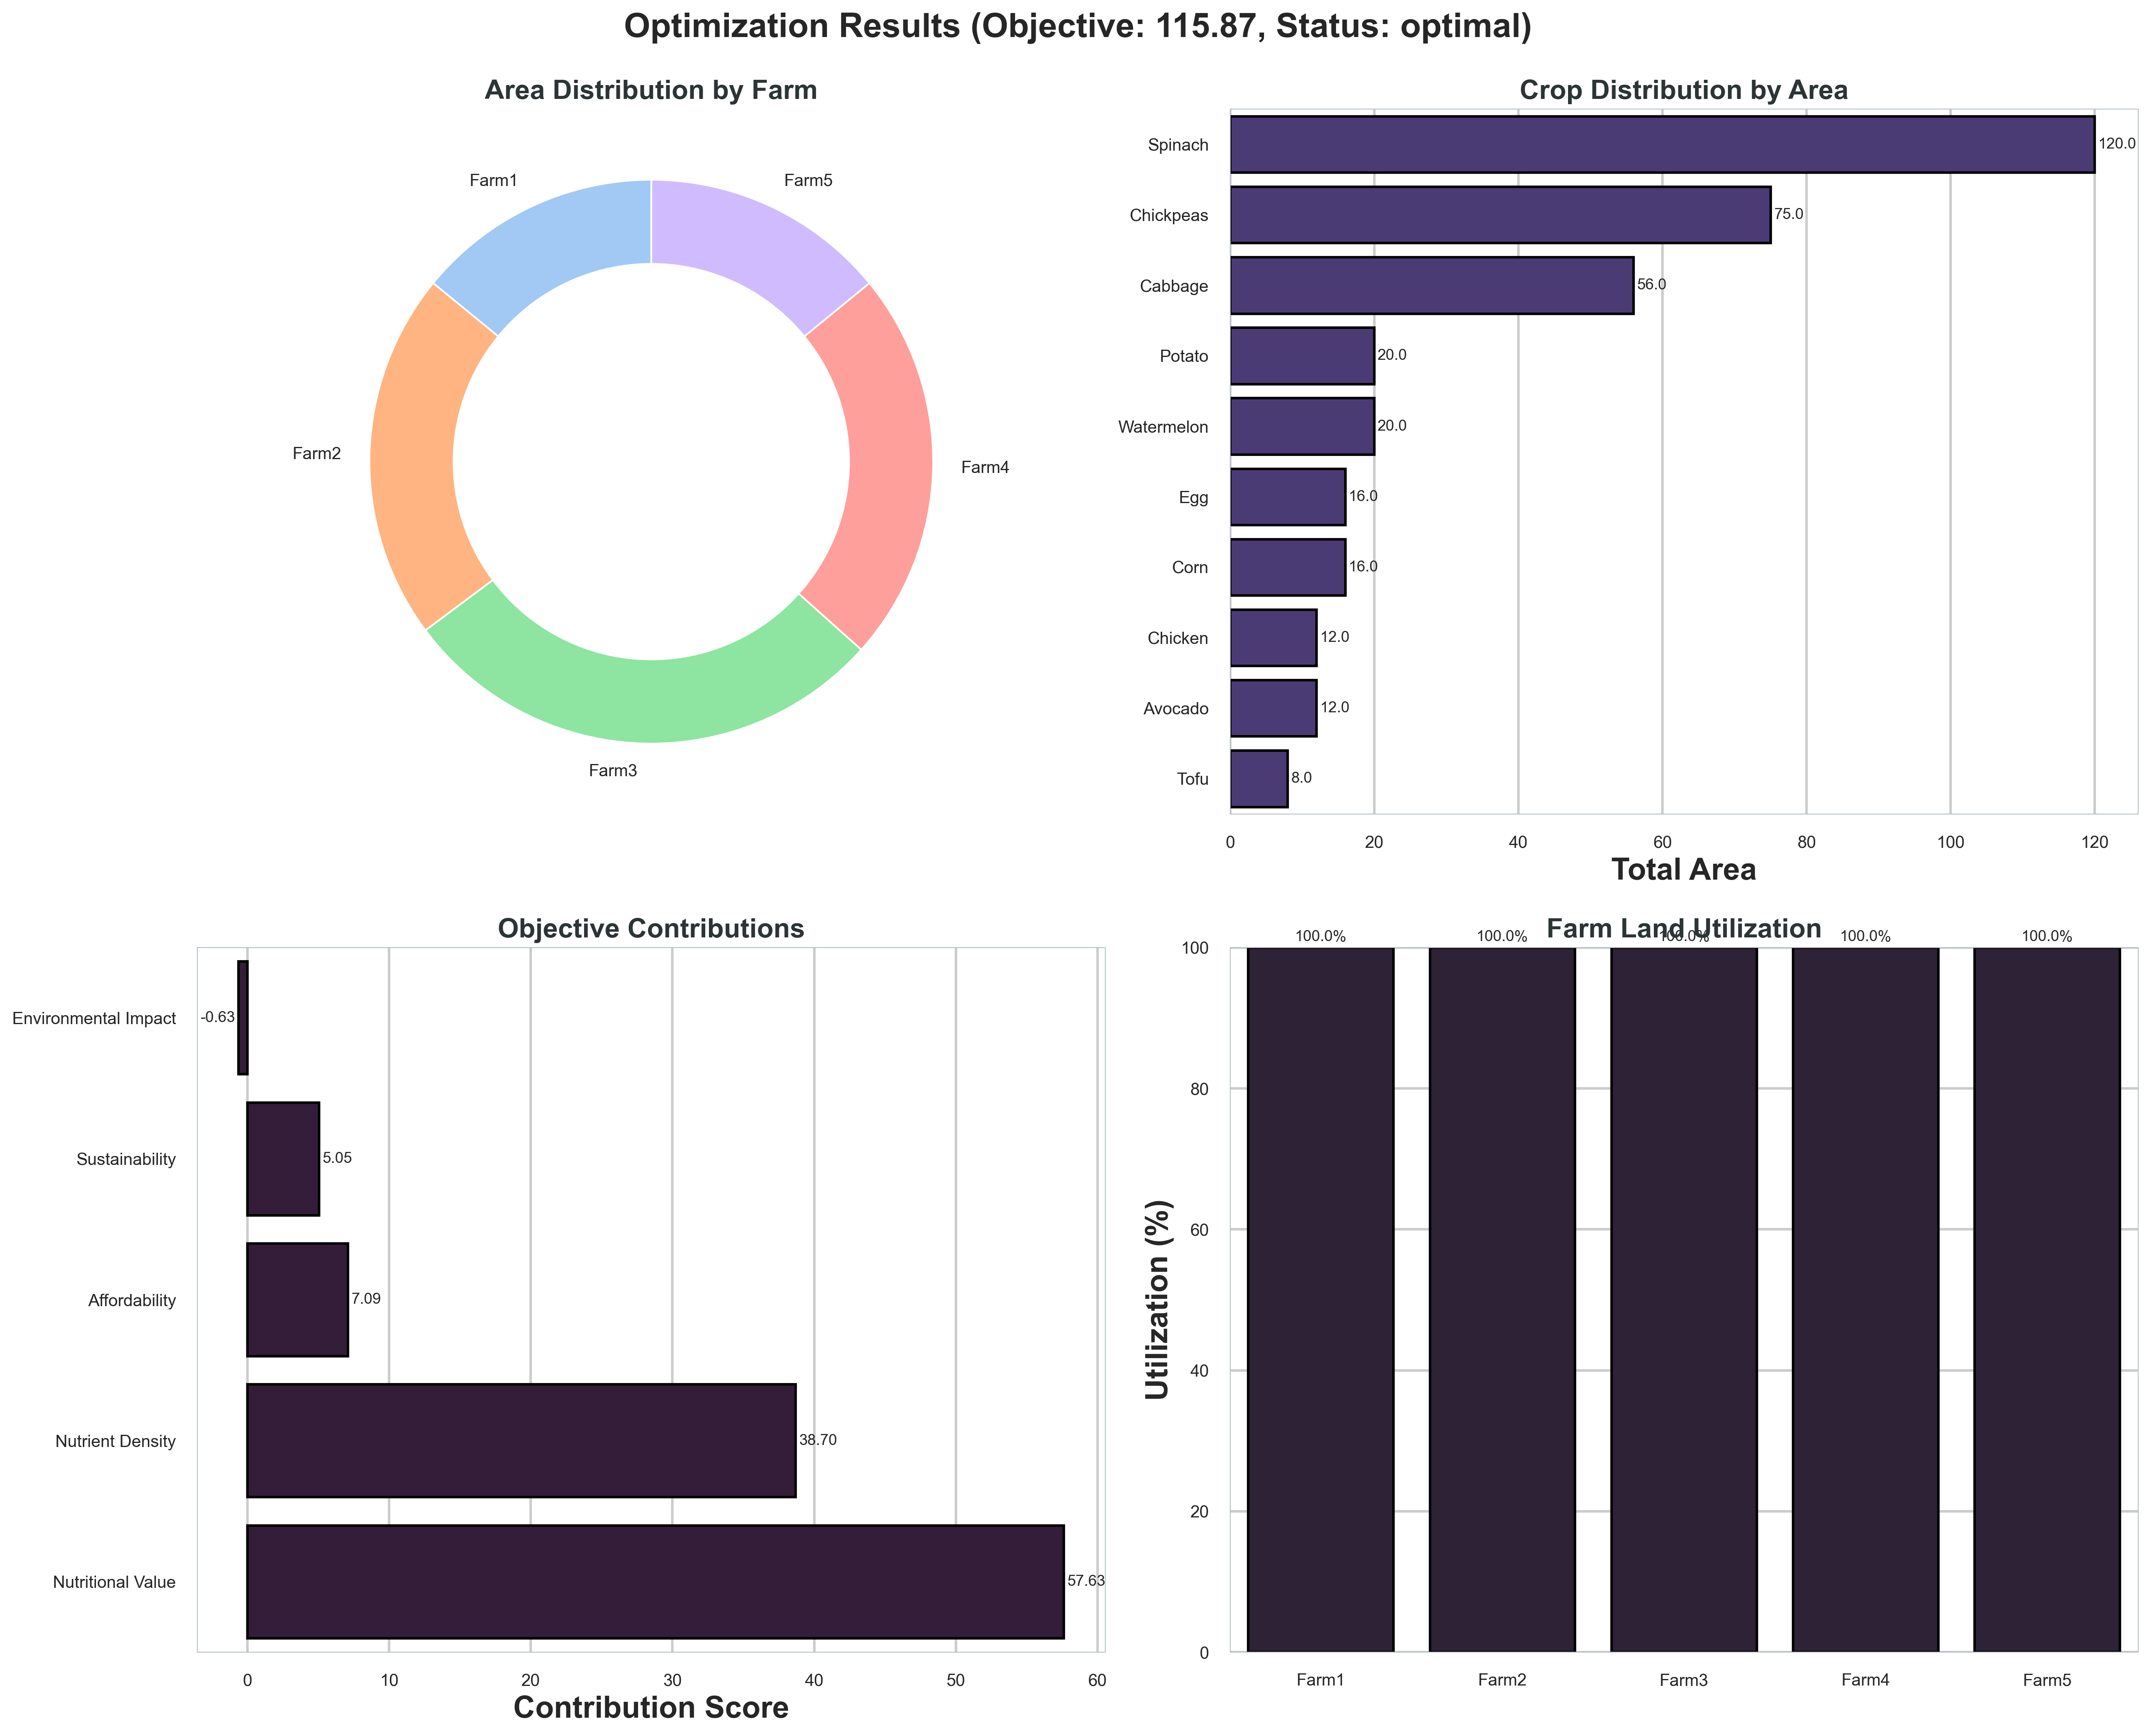 Optimization Results (Objective: 115.87, Status: optimal)
Area Distribution by Farm
Farm1
Farm5
Farm2
Farm4
Farm3
Crop Distribution by Area
Spinach
120.0
Chickpeas
75.0
Cabbage
56.0
Potato
20.0
Watermelon
20.0
Egg
16.0
Corn
16.0
Chicken
12.0
Avocado
12.0
Tofu
8.0
0 20 40 60 80 100 120
Total Area
Objective Contributions
Environmental Impact
-0.63
Sustainability
5.05
Affordability
7.09
Nutrient Density
38.70
Nutritional Value
57.63
0 10 20 30 40 50 60
Contribution Score
Farm Land Utilization
100.0% 100.0% 100.0% 100.0% 100.0%
100
80
60
40
20
0
Utilization (%)
Farm1 Farm2 Farm3 Farm4 Farm5